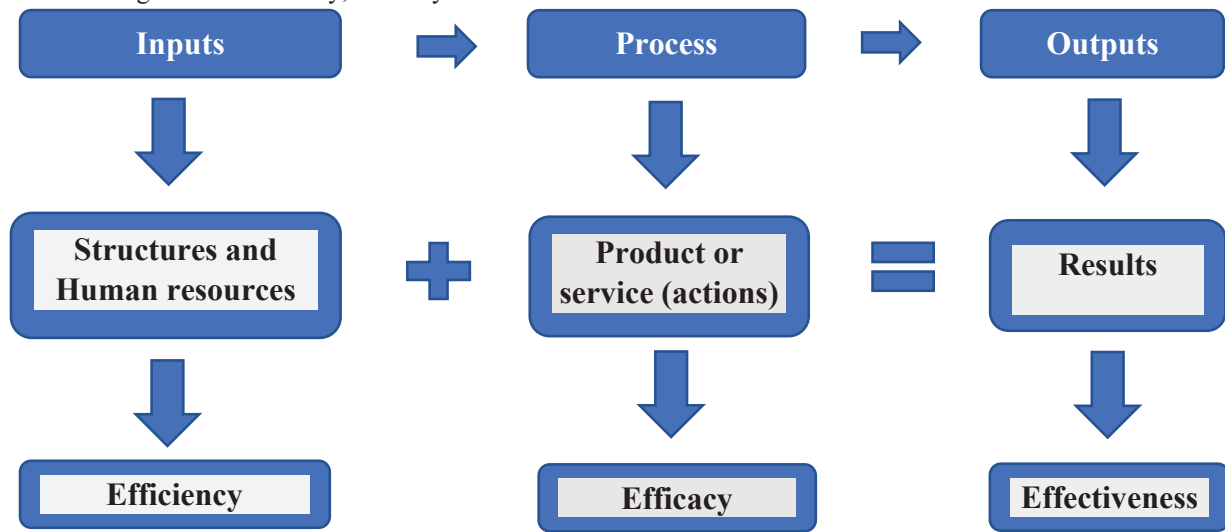 Inputs
Process
Outputs
Structures and
Human resources
Product or
service (actions)
Results
Efficiency
Efficacy
Effectiveness